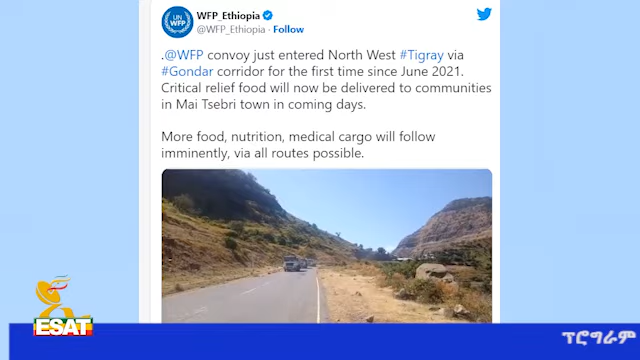 UN
WFP
WFP_Ethiopia
@WFP_Ethiopia · Follow
.@WFP convoy just entered North West #Tigray via
#Gondar corridor for the first time since June 2021.
Critical relief food will now be delivered to communities
in Mai Tsebri town in coming days.
More food, nutrition, medical cargo will follow
imminently, via all routes possible.
ESAT
ፕሮግራም